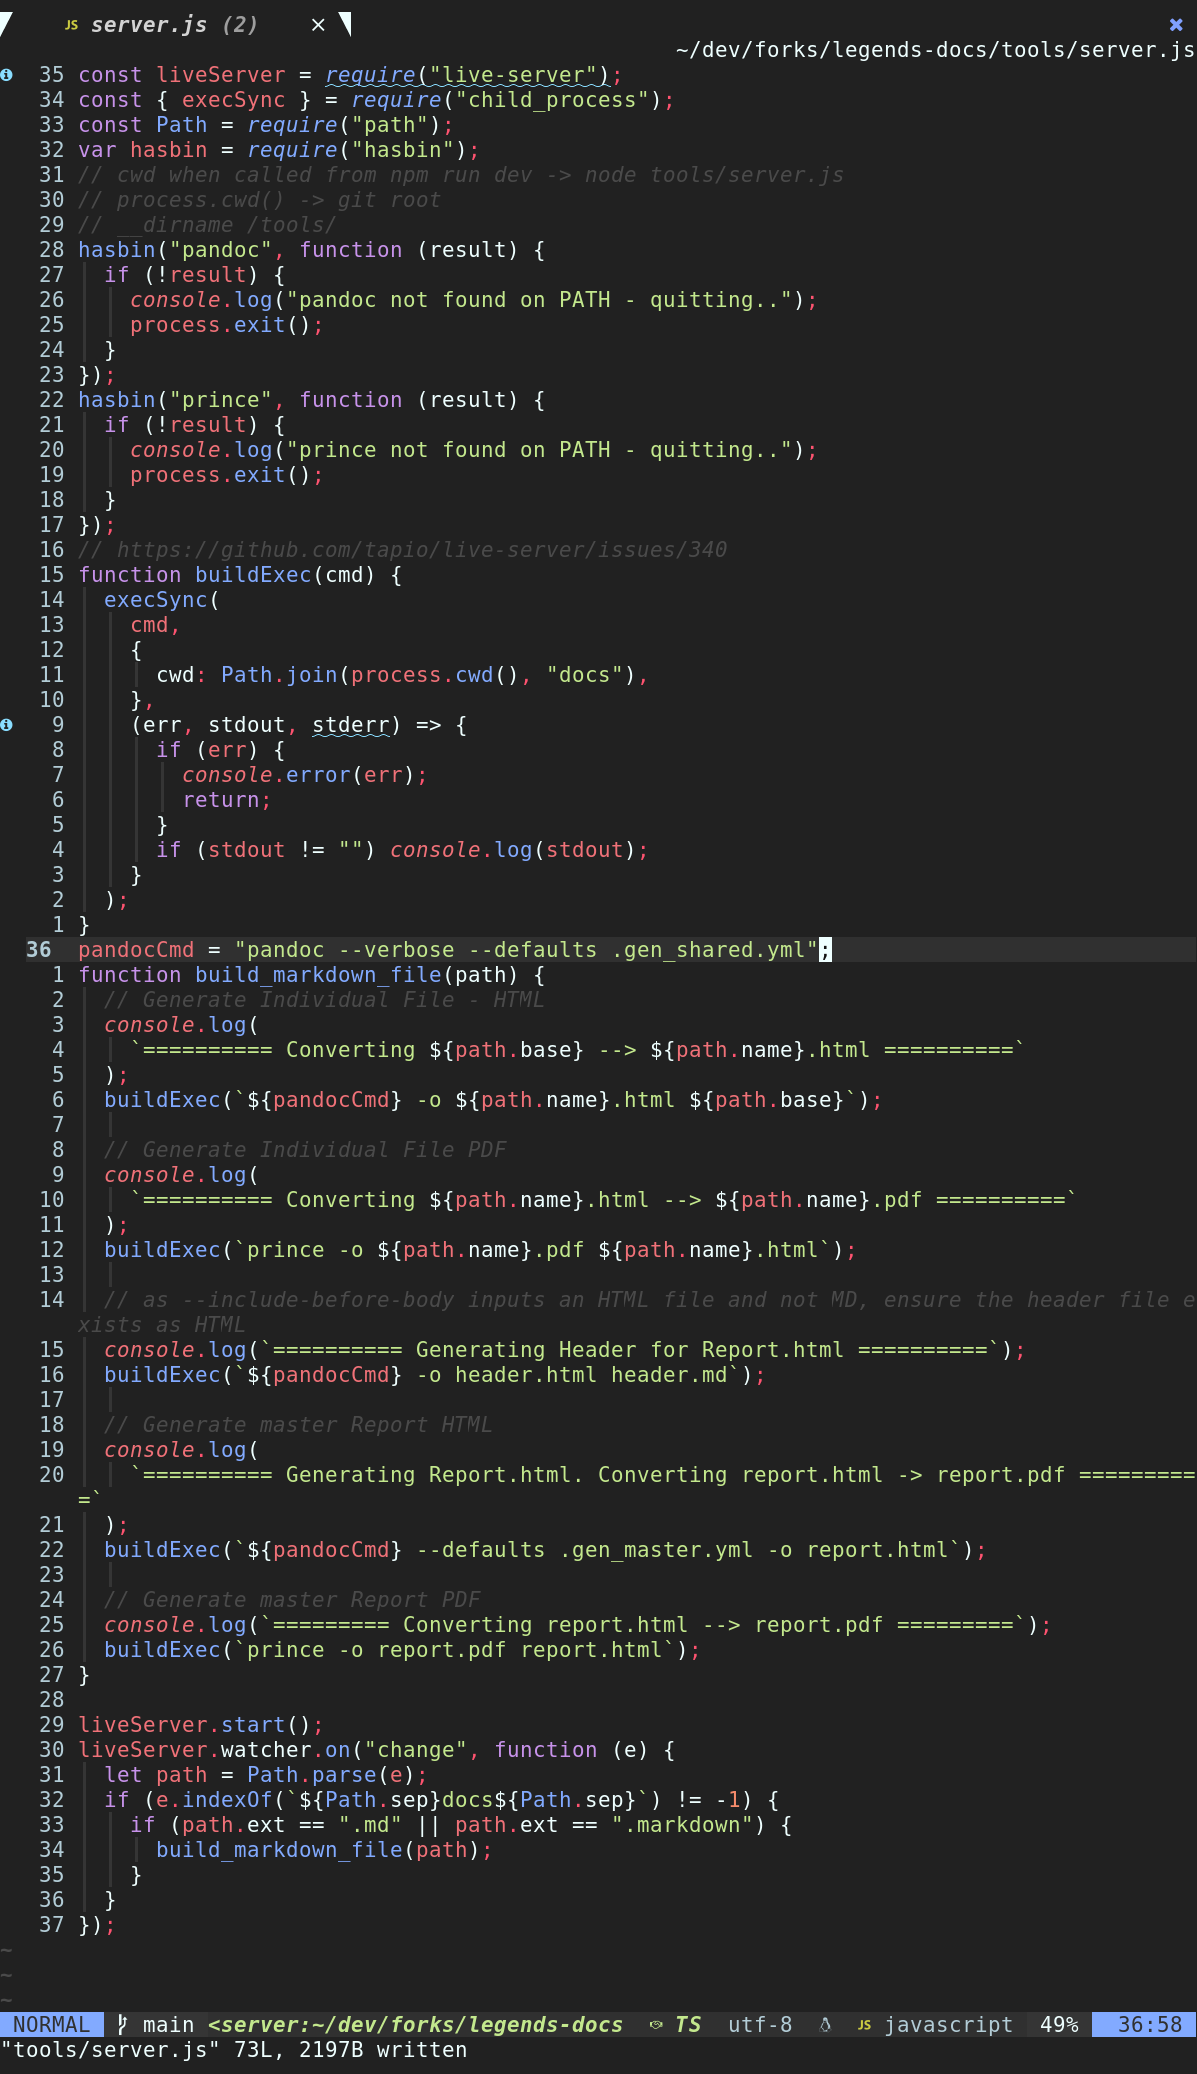 JS server.js (2) ×
~/dev/forks/legends-docs/tools/server.js
35 const liveServer = require("live-server");
34 const { execSync } = require("child_process");
33 const Path = require("path");
32 var hasbin = require("hasbin");
31 // cwd when called from npm run dev -> node tools/server.js
30 // process.cwd() -> git root
29 // __dirname /tools/
28 hasbin("pandoc", function (result) {
27   if (!result) {
26     console.log("pandoc not found on PATH - quitting..");
25     process.exit();
24   }
23 });
22 hasbin("prince", function (result) {
21   if (!result) {
20     console.log("prince not found on PATH - quitting..");
19     process.exit();
18   }
17 });
16 // https://github.com/tapio/live-server/issues/340
15 function buildExec(cmd) {
14   execSync(
13     cmd,
12     {
11       cwd: Path.join(process.cwd(), "docs"),
10     },
9     (err, stdout, stderr) => {
8       if (err) {
7         console.error(err);
6         return;
5       }
4       if (stdout != "") console.log(stdout);
3     }
2   );
1 }
36 pandocCmd = "pandoc --verbose --defaults .gen_shared.yml";
1 function build_markdown_file(path) {
2   // Generate Individual File - HTML
3   console.log(
4     `========== Converting ${path.base} --> ${path.name}.html ==========`
5   );
6   buildExec(`${pandocCmd} -o ${path.name}.html ${path.base}`);
7
8   // Generate Individual File PDF
9   console.log(
10     `========== Converting ${path.name}.html --> ${path.name}.pdf ==========`
11   );
12   buildExec(`prince -o ${path.name}.pdf ${path.name}.html`);
13
14   // as --include-before-body inputs an HTML file and not MD, ensure the header file e
xists as HTML
15   console.log(`========== Generating Header for Report.html ==========`);
16   buildExec(`${pandocCmd} -o header.html header.md`);
17
18   // Generate master Report HTML
19   console.log(
20     `========== Generating Report.html. Converting report.html -> report.pdf =========
=`
21   );
22   buildExec(`${pandocCmd} --defaults .gen_master.yml -o report.html`);
23
24   // Generate master Report PDF
25   console.log(`========= Converting report.html --> report.pdf =========`);
26   buildExec(`prince -o report.pdf report.html`);
27 }
28
29 liveServer.start();
30 liveServer.watcher.on("change", function (e) {
31   let path = Path.parse(e);
32   if (e.indexOf(`${Path.sep}docs${Path.sep}`) != -1) {
33     if (path.ext == ".md" || path.ext == ".markdown") {
34       build_markdown_file(path);
35     }
36   }
37 });
~
~
~
NORMAL main <server:~/dev/forks/legends-docs TS utf-8 JS javascript 49% 36:58
"tools/server.js" 73L, 2197B written